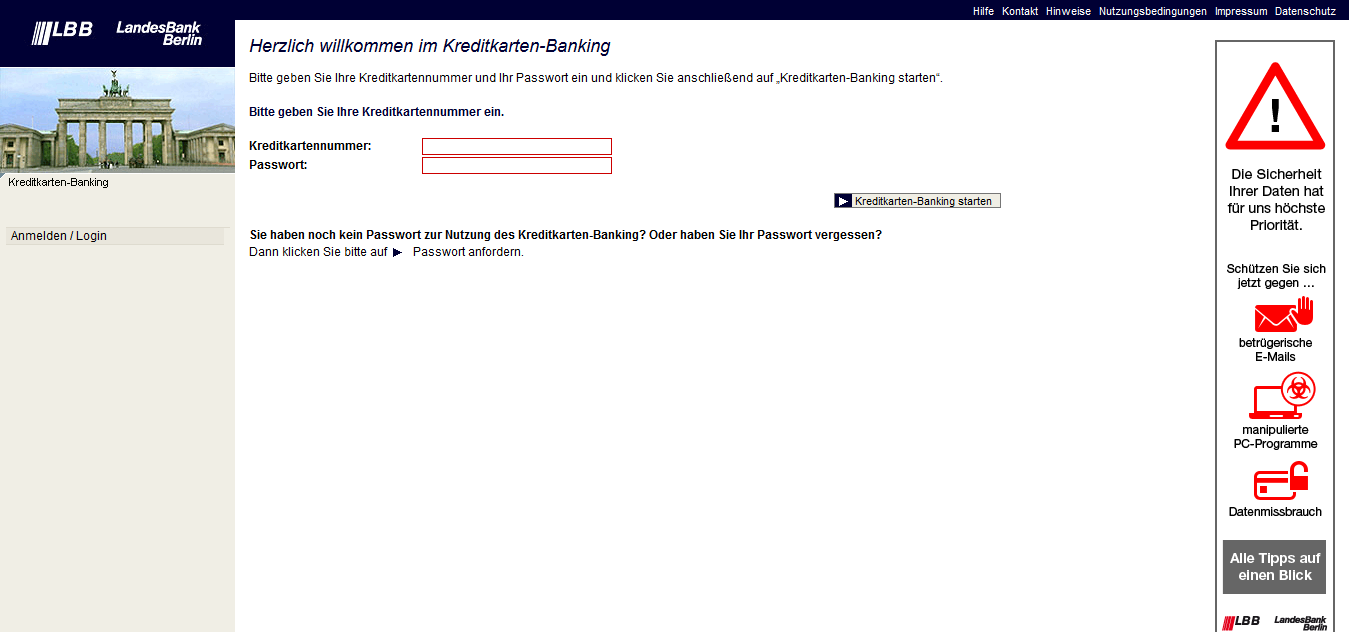 Hilfe Kontakt Hinweise Nutzungsbedingungen Impressum Datenschutz
LBB LandesBank
Berlin
Kreditkarten-Banking
Anmelden / Login
Herzlich willkommen im Kreditkarten-Banking
Bitte geben Sie Ihre Kreditkartennummer und Ihr Passwort ein und klicken Sie anschließend auf „Kreditkarten-Banking starten“.
Bitte geben Sie Ihre Kreditkartennummer ein.
Kreditkartennummer:
Passwort:
Kreditkarten-Banking starten
Sie haben noch kein Passwort zur Nutzung des Kreditkarten-Banking? Oder haben Sie Ihr Passwort vergessen?
Dann klicken Sie bitte auf Passwort anfordern.
!
Die Sicherheit
Ihrer Daten hat
für uns höchste
Priorität.
Schützen Sie sich
jetzt gegen ...
betrügerische
E-Mails
manipulierte
PC-Programme
Datenmissbrauch
Alle Tipps auf
einen Blick
LBB LandesBank
Berlin